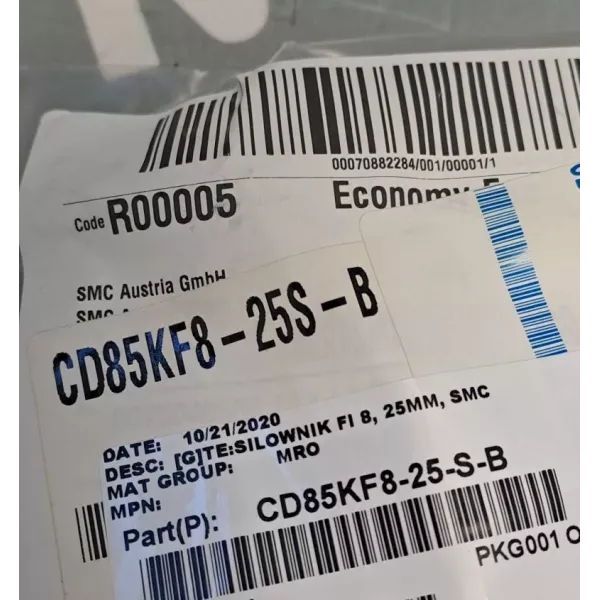 00070882284/001/00001/1
Code R00005
Economy
SMC Austria GmbH
SMC
CD85KF8-25S-B
DATE: 10/21/2020
DESC: [G]TE:SILOWNIK FI 8, 25MM, SMC
MAT GROUP: MRO
MPN:
Part(P): CD85KF8-25-S-B
PKG001